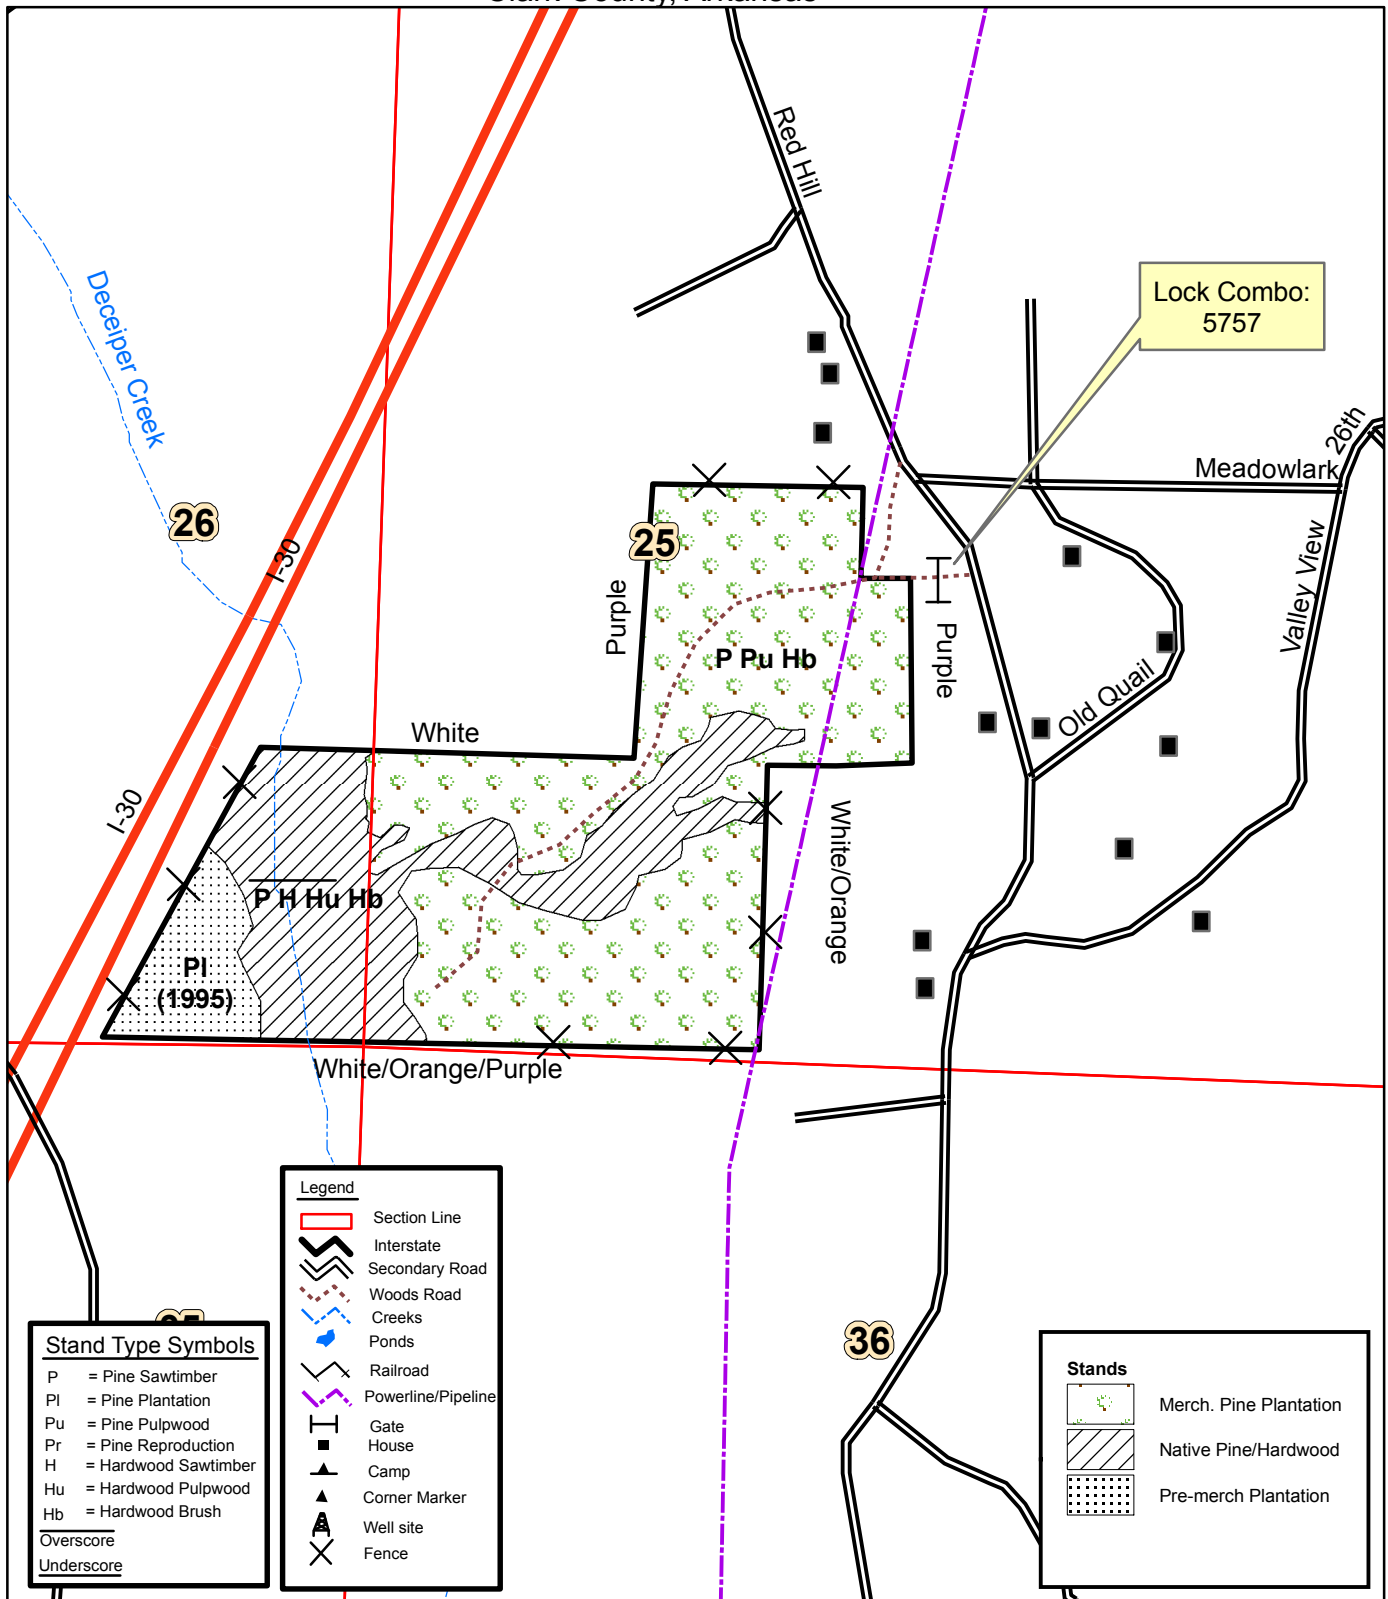 County, Arkansas
Red Hill
Lock Combo:
5757
Deceiper Creek
26th
Meadowlark
26
I-30
25
Valley View
Purple
P Pu Hb
Purple
Old Quail
White
I-30
White/Orange
P H Hu Hb
Pl
(1995)
White/Orange/Purple
36
Legend
Section Line
Interstate
Secondary Road
Woods Road
Creeks
Ponds
Railroad
Powerline/Pipeline
Gate
House
Camp
Corner Marker
Well site
Fence
Stand Type Symbols
P = Pine Sawtimber
Pl = Pine Plantation
Pu = Pine Pulpwood
Pr = Pine Reproduction
H = Hardwood Sawtimber
Hu = Hardwood Pulpwood
Hb = Hardwood Brush
Overscore
Underscore
Stands
Merch. Pine Plantation
Native Pine/Hardwood
Pre-merch Plantation